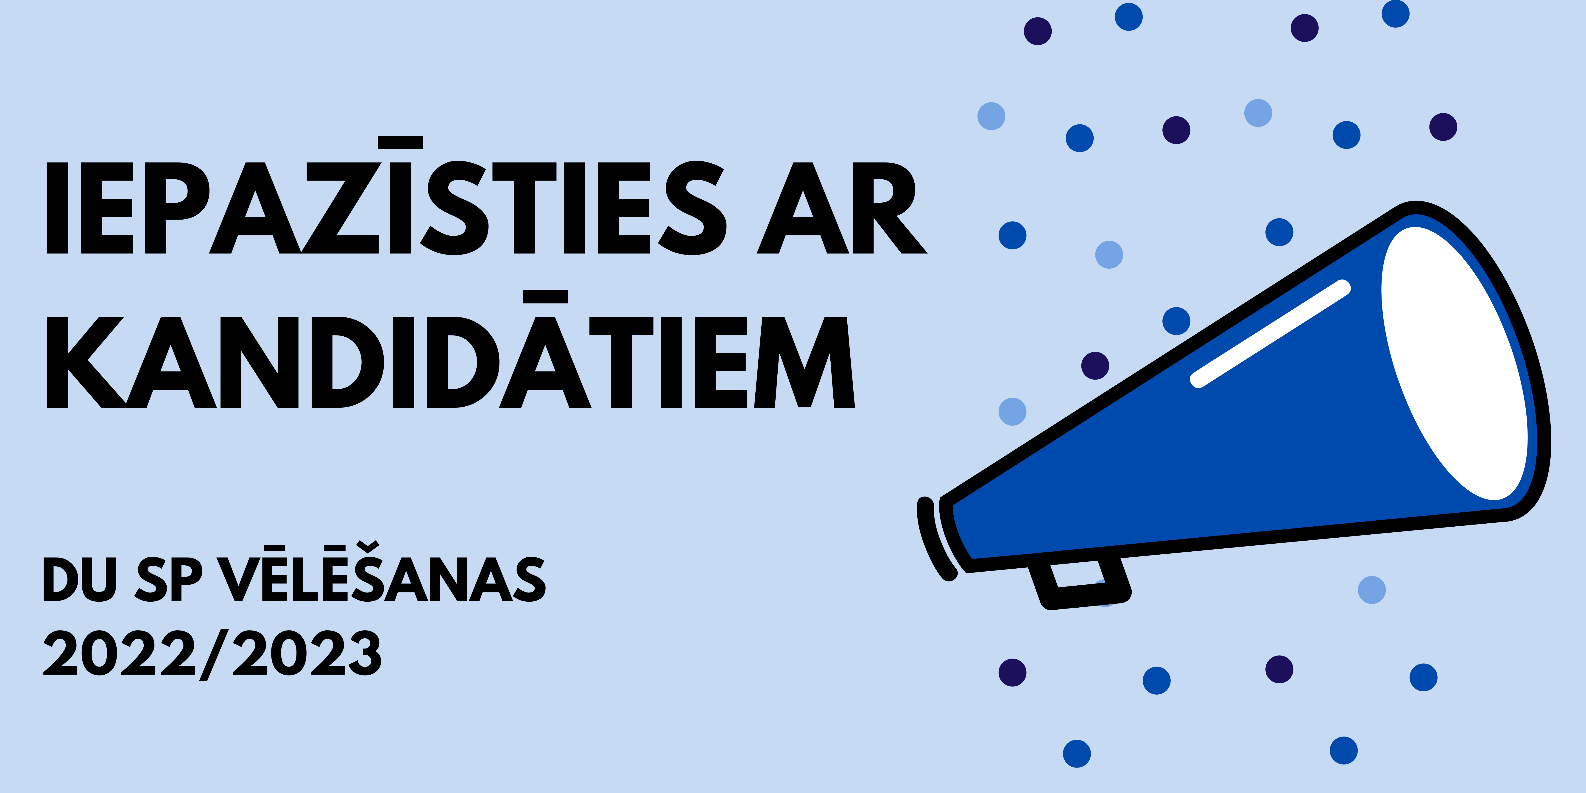 IEPAZĪSTIES AR
KANDIDĀTIEM
DU SP VĒLĒŠANAS
2022/2023